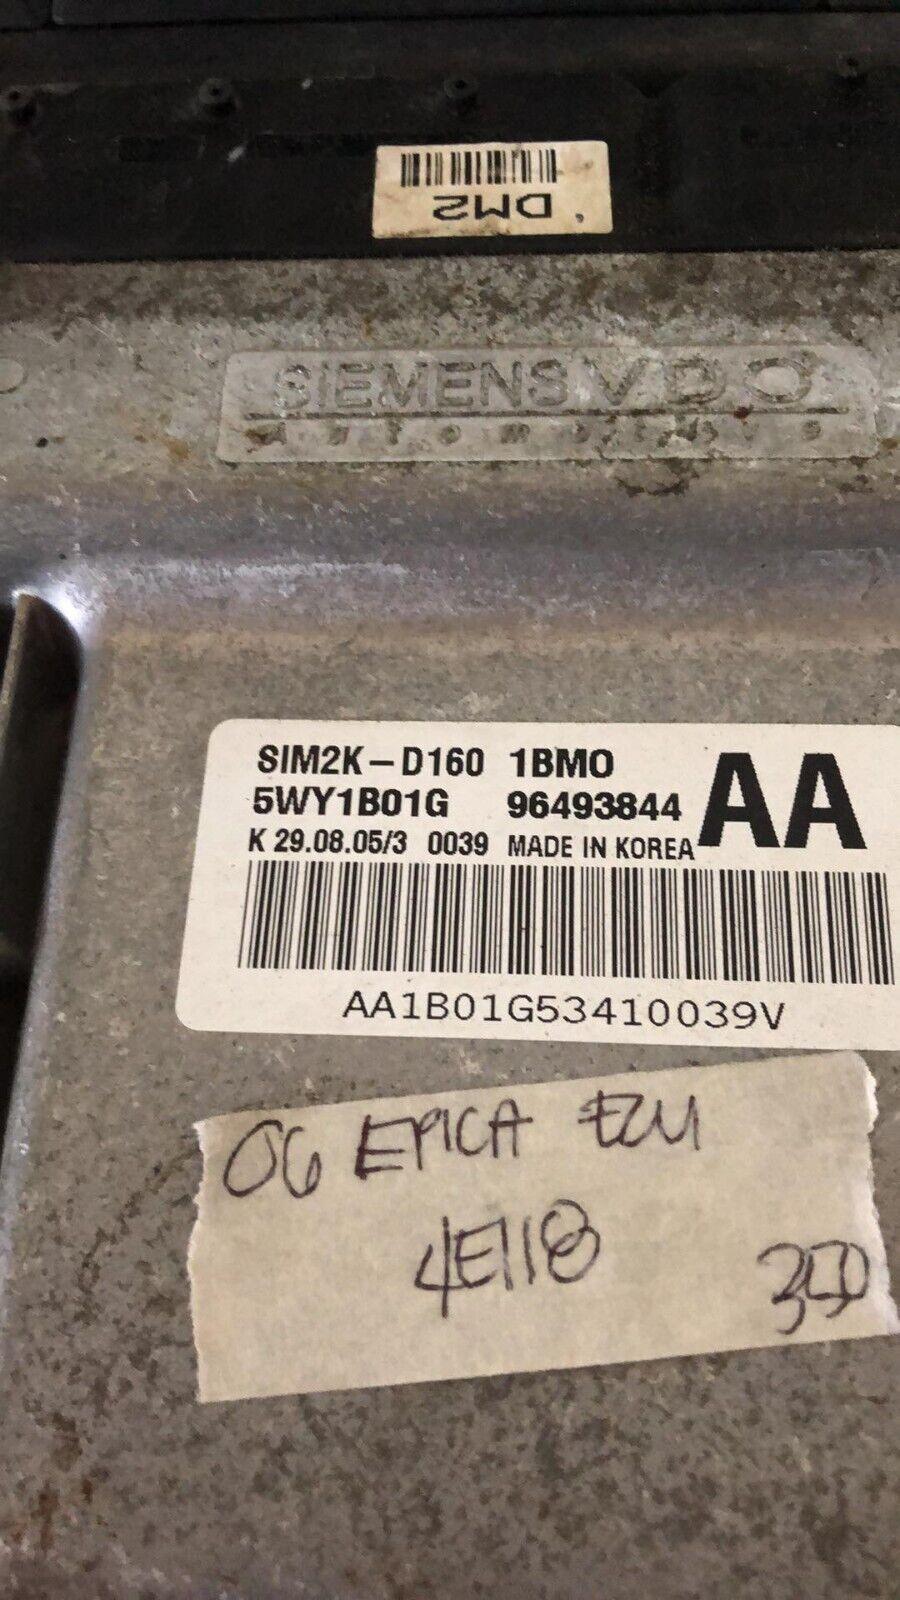 DM2
SIEMENS VDO
Automotive
SIM2K-D160 1BMO AA
5WY1B01G 96493844
K 29.08.05/3 0039 MADE IN KOREA
AA1B01G53410039V
06 EPICA ECU
4E118
350